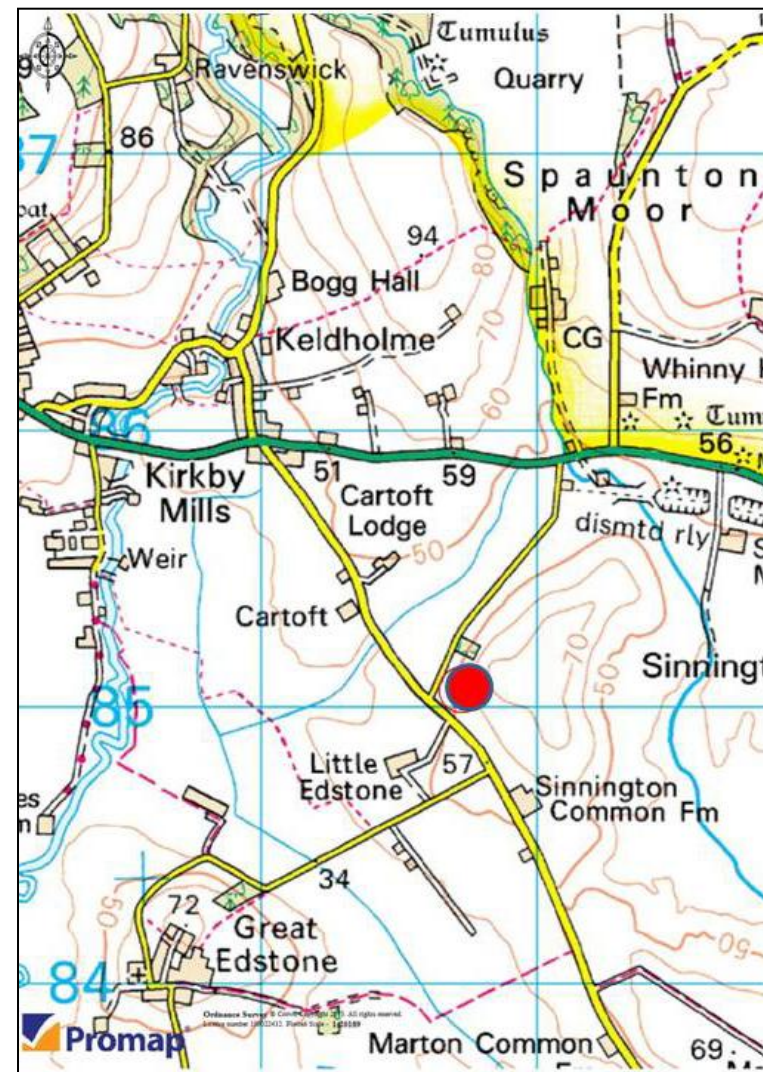 Tumulus
Ravenswick
Quarry
86
87
Spaunton
Moor
94
80
Bogg Hall
70
Keldholme
CG
Whinny
Fm
60
86
56
51
59
Kirkby
Mills
Cartoft
Lodge
50
dismtd rly
Weir
Cartoft
70
50
Sinningt
85
Little
Edstone
57
Sinnington
Common Fm
34
50
72
Great
Edstone
50
84
Promap
Marton Common
69